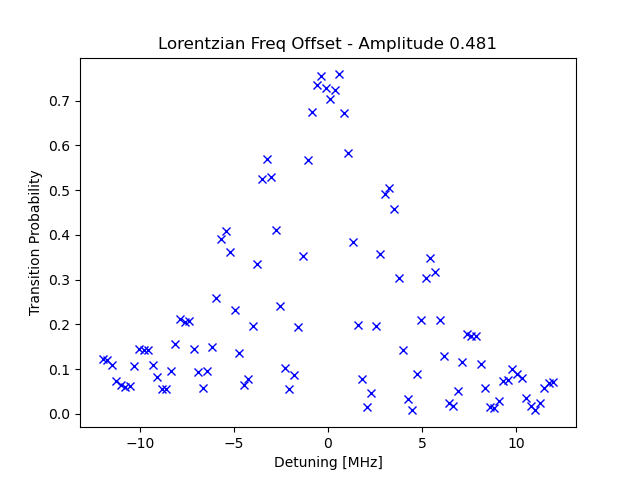 Lorentzian Freq Offset - Amplitude 0.481
Transition Probability
0.7
0.6
0.5
0.4
0.3
0.2
0.1
0.0
−10 −5 0 5 10
Detuning [MHz]